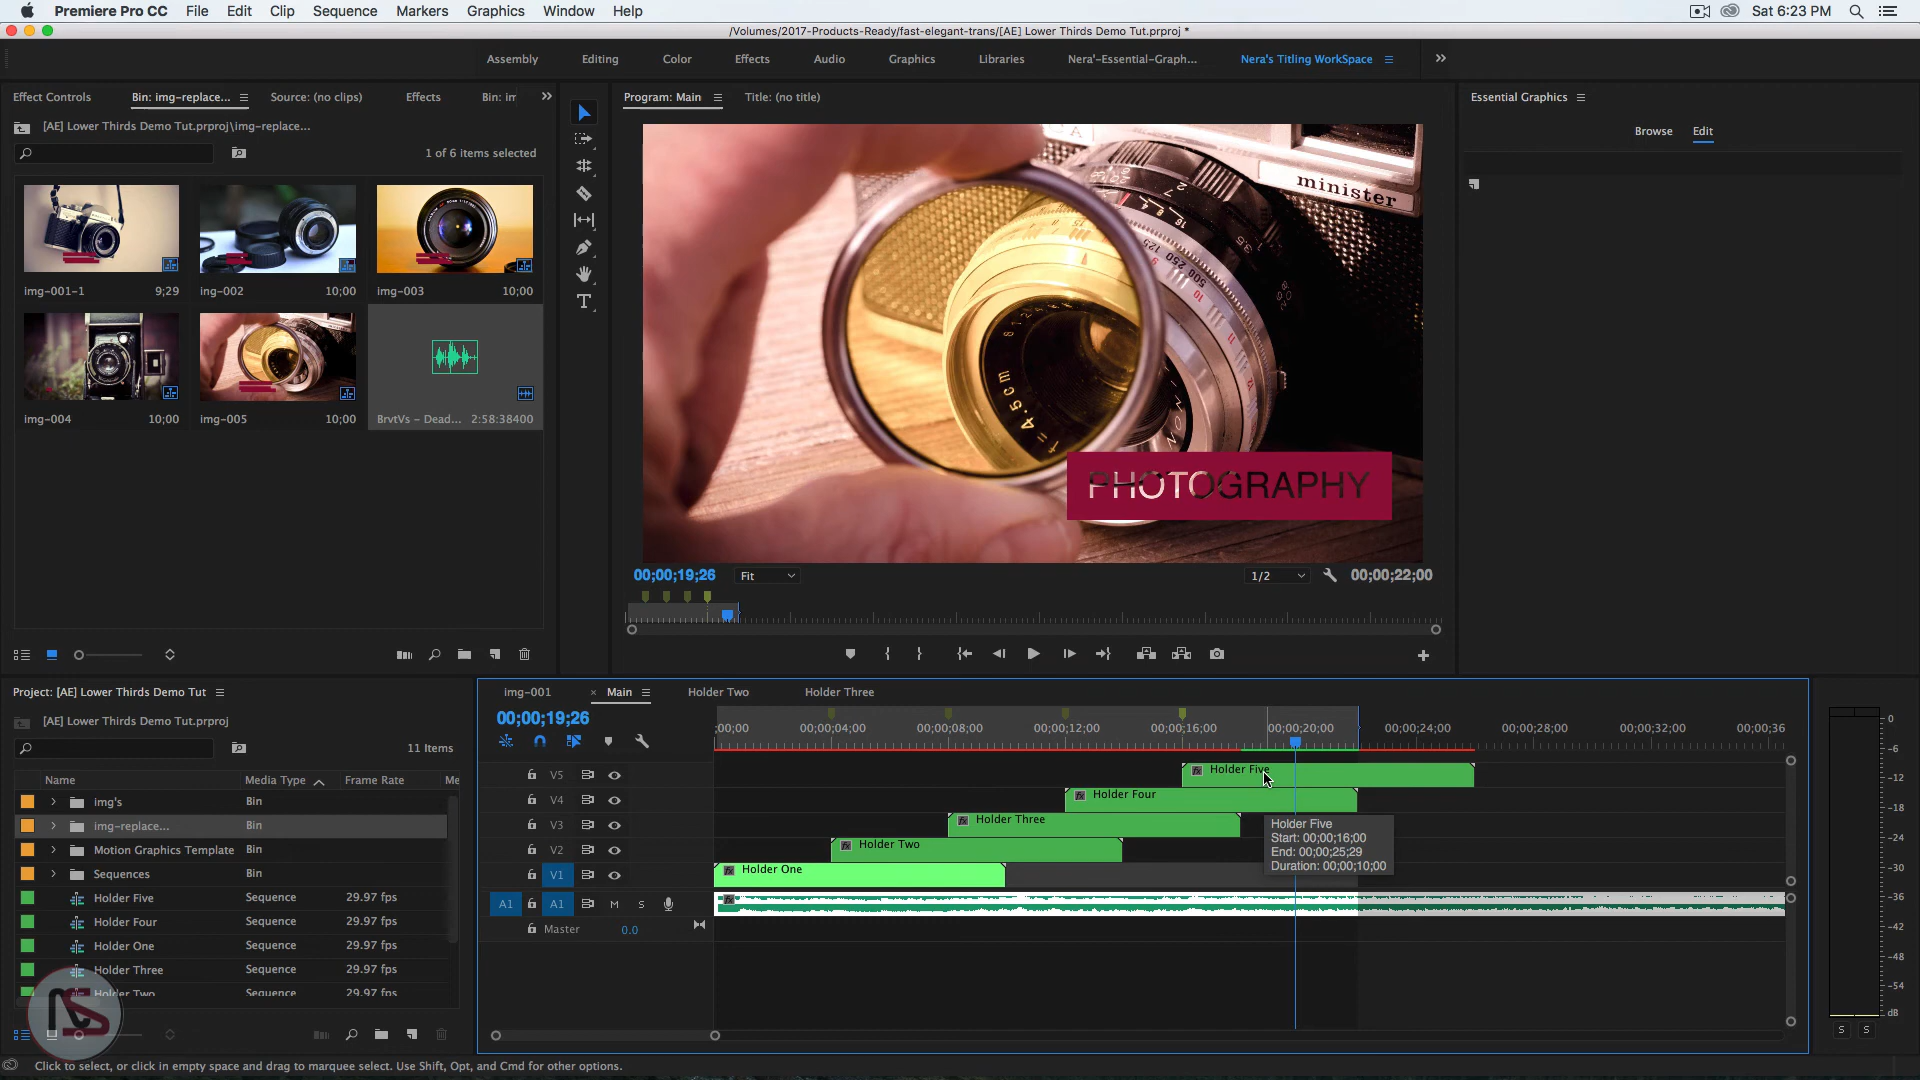 Premiere Pro CC File Edit Clip Sequence Markers Graphics Window Help Sat 6:23 PM
/Volumes/2017-Products-Ready/fast-elegant-trans/[AE] Lower Thirds Demo Tut.prproj *
Assembly Editing Color Effects Audio Graphics Libraries Nera'-Essential-Graph... Nera's Titling WorkSpace
Effect Controls Bin: img-replace... Source: (no clips) Effects Bin: im Program: Main Title: (no title) Essential Graphics
[AE] Lower Thirds Demo Tut.prproj\img-replace...
Browse Edit
1 of 6 items selected
minister
img-001-1 9;29 ing-002 10;00 img-003 10;00
f = 4.5cm
img-004 10;00 img-005 10;00 BrvtVs - Dead... 2:58:38400
PHOTOGRAPHY
00;00;19;26 Fit 1/2 00;00;22;00
Project: [AE] Lower Thirds Demo Tut img-001 × Main Holder Two Holder Three
[AE] Lower Thirds Demo Tut.prproj
00;00;19;26
;00;00 00;00;04;00 00;00;08;00 00;00;12;00 00;00;16;00 00;00;20;00 00;00;24;00 00;00;28;00 00;00;32;00 00;00;36
11 Items
Name Media Type Frame Rate Me
img's Bin
img-replace... Bin
Motion Graphics Template Bin
Sequences Bin
Holder Five Sequence 29.97 fps
Holder Four Sequence 29.97 fps
Holder One Sequence 29.97 fps
Holder Three Sequence 29.97 fps
Holder Two Sequence 29.97 fps
V5 Holder Five
V4 Holder Four
V3 Holder Three
V2 Holder Two
V1 Holder One
Holder Five
Start: 00;00;16;00
End: 00;00;25;29
Duration: 00;00;10;00
A1 A1 M S
Master 0.0
0
-6
-12
-18
-24
-30
-36
-42
-48
-54
dB
S S
NS
Click to select, or click in empty space and drag to marquee select. Use Shift, Opt, and Cmd for other options.